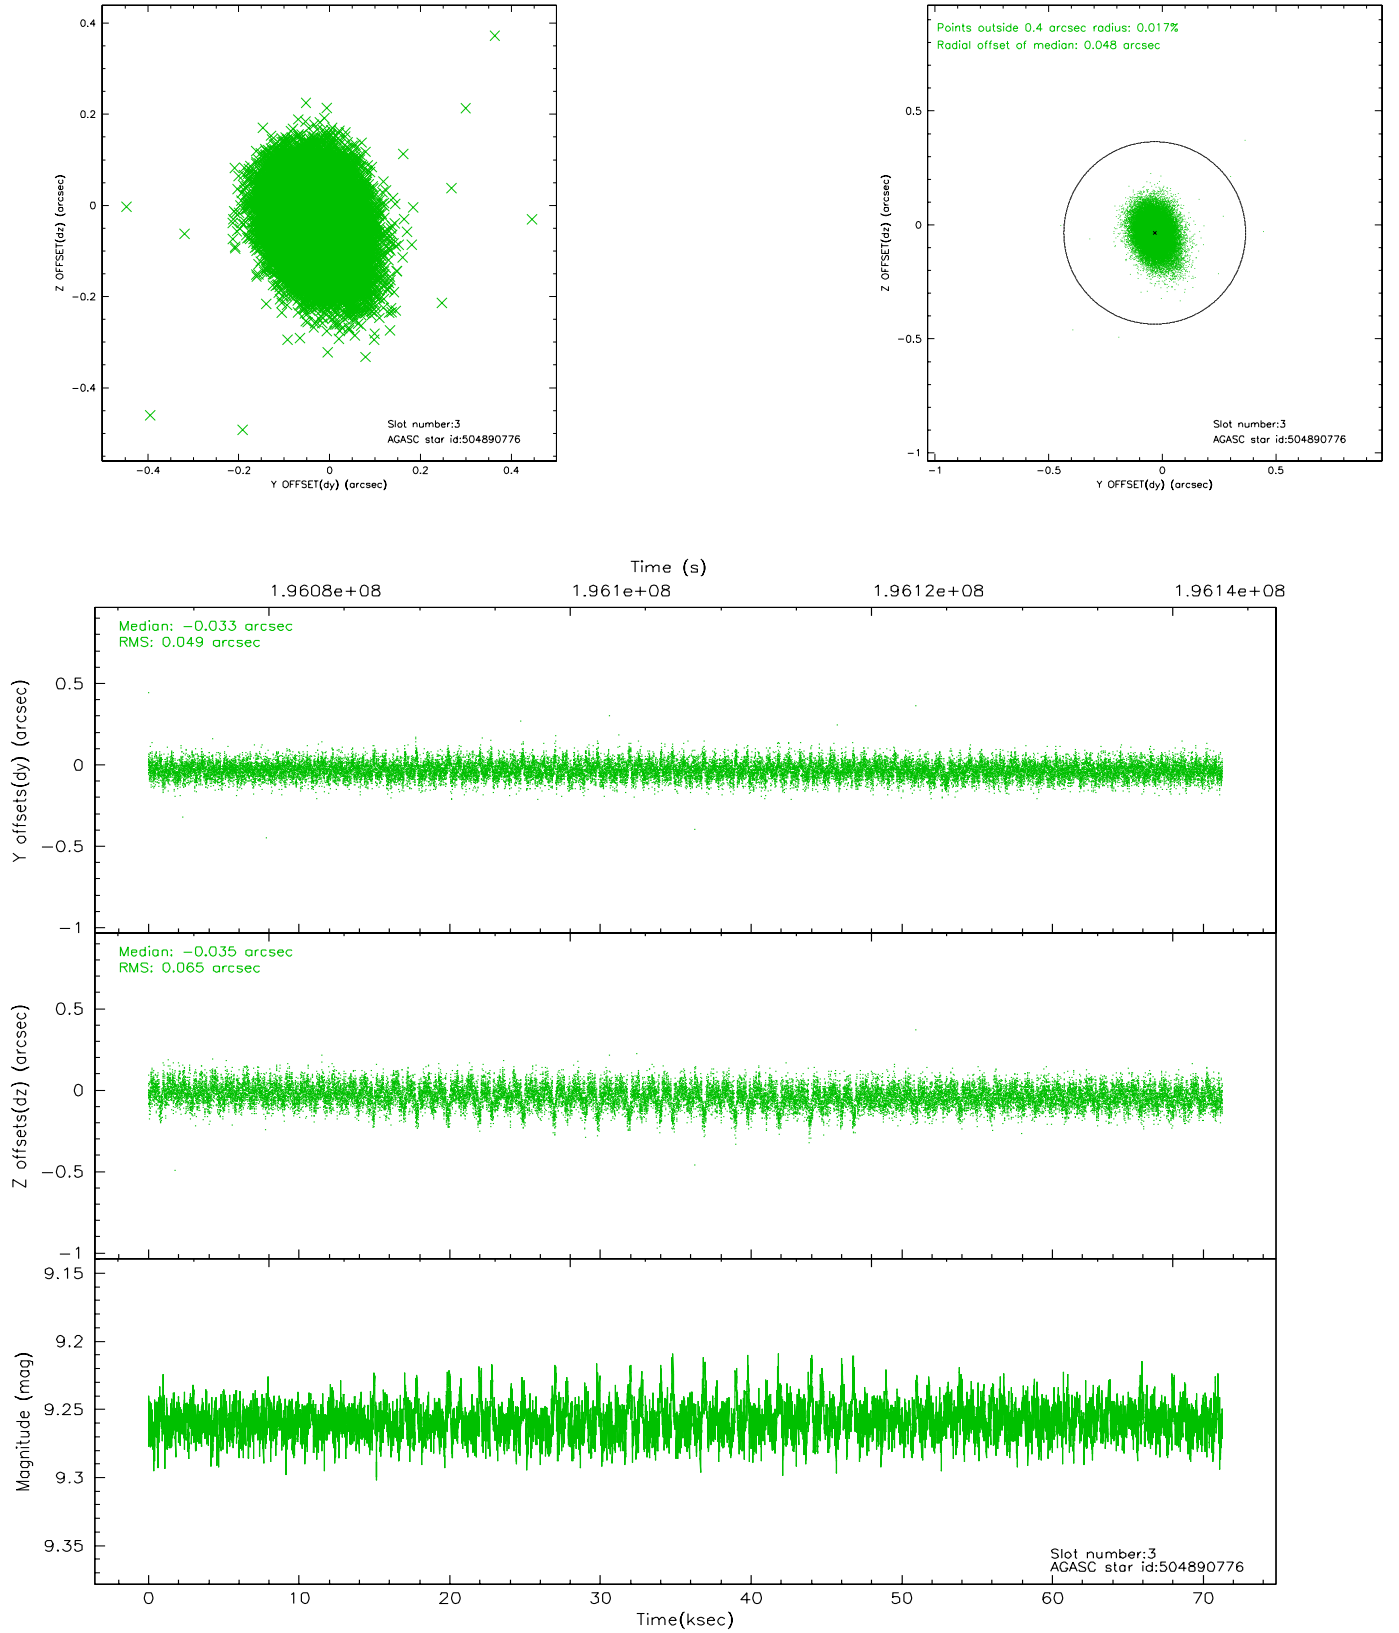 0.4
0.2
0
−0.2
−0.4
Z OFFSET(dz) (arcsec)
Slot number:3
AGASC star id:504890776
−0.4
−0.2
0
0.2
0.4
Y OFFSET(dy) (arcsec)
Points outside 0.4 arcsec radius: 0.017%
Radial offset of median: 0.048 arcsec
0.5
0
−0.5
−1
Z OFFSET(dz) (arcsec)
Slot number:3
AGASC star id:504890776
−1
−0.5
0
0.5
Y OFFSET(dy) (arcsec)
Time (s)
1.9608e+08
1.961e+08
1.9612e+08
1.9614e+08
Median: −0.033 arcsec
RMS: 0.049 arcsec
0.5
0
−0.5
−1
Y offsets(dy) (arcsec)
Median: −0.035 arcsec
RMS: 0.065 arcsec
0.5
0
−0.5
−1
Z offsets(dz) (arcsec)
9.15
9.2
9.25
9.3
9.35
Magnitude (mag)
Slot number:3
AGASC star id:504890776
0
10
20
30
40
50
60
70
Time(ksec)